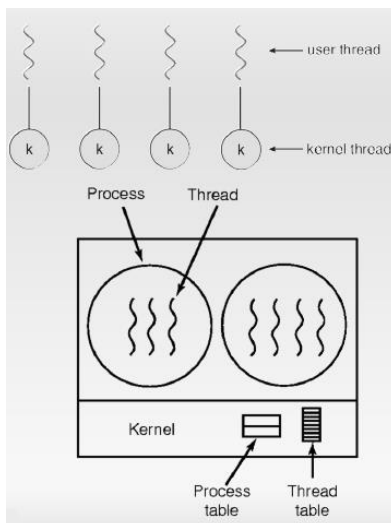 user thread
k k k k
kernel thread
Process Thread
Kernel
Process
table
Thread
table